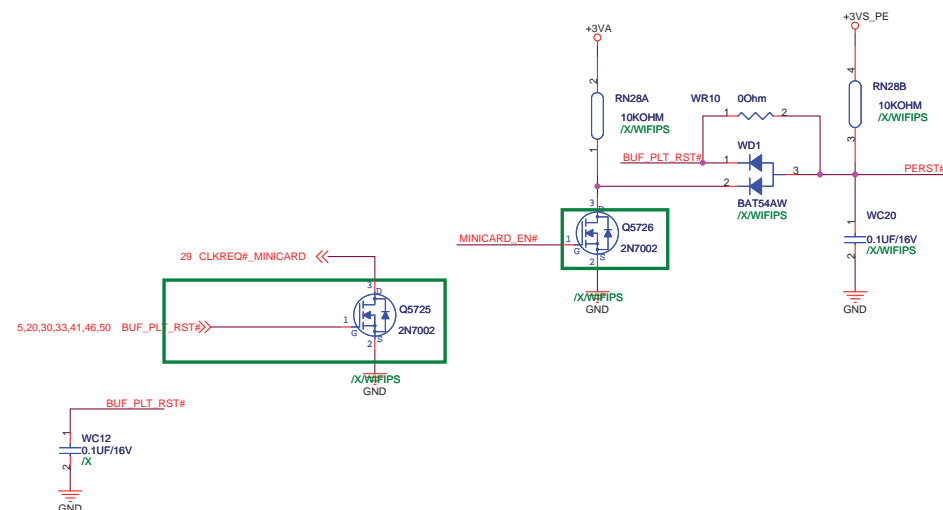 +3VS_PE
+3VA
4
2
RN28B
RN28A
WR10 0Ohm
10KOHM
/X/WIFIPS
10KOHM
/X/WIFIPS
1 2
3
WD1
1
BUF_PLT_RST#
1
3
PERST#
2
BAT54AW
/X/WIFIPS
3
D
Q5726
2N7002
1
G
S
2
MINICARD_EN#
1
WC20
0.1UF/16V
/X/WIFIPS
2
29 CLKREQ#_MINICARD
/X/WIFIPS
GND
GND
3
D
Q5725
2N7002
1
G
S
2
5,20,30,33,41,46,50 BUF_PLT_RST#
/X/WIFIPS
GND
BUF_PLT_RST#
1
WC12
0.1UF/16V
/X
2
GND